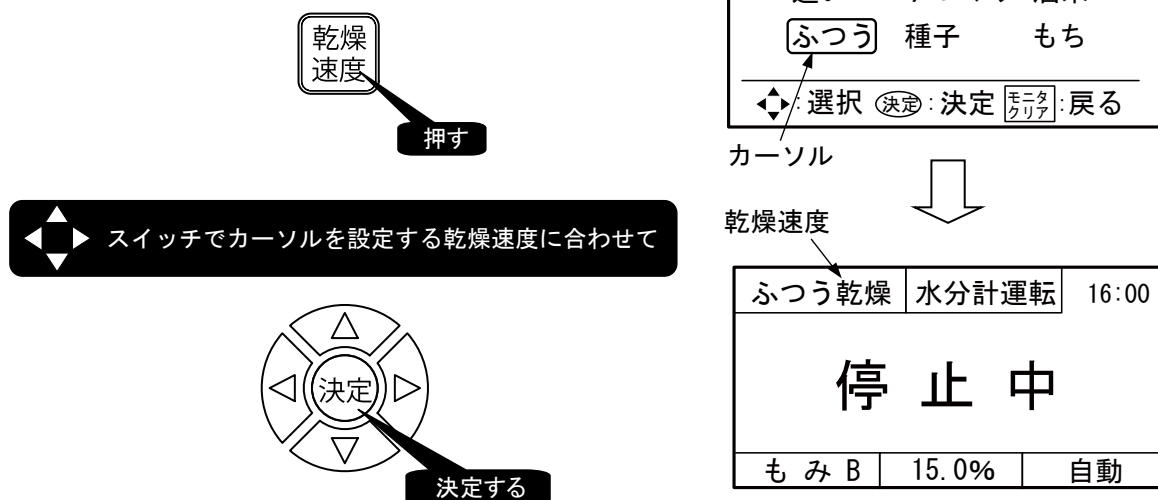 乾燥
速度
押す
スイッチでカーソルを設定する乾燥速度に合わせて
決定
決定する
ふつう 種子 もち
:選択 決定:決定 モニタクリア:戻る
カーソル
乾燥速度
ふつう乾燥 水分計運転 16:00
停止中
もみB 15.0% 自動